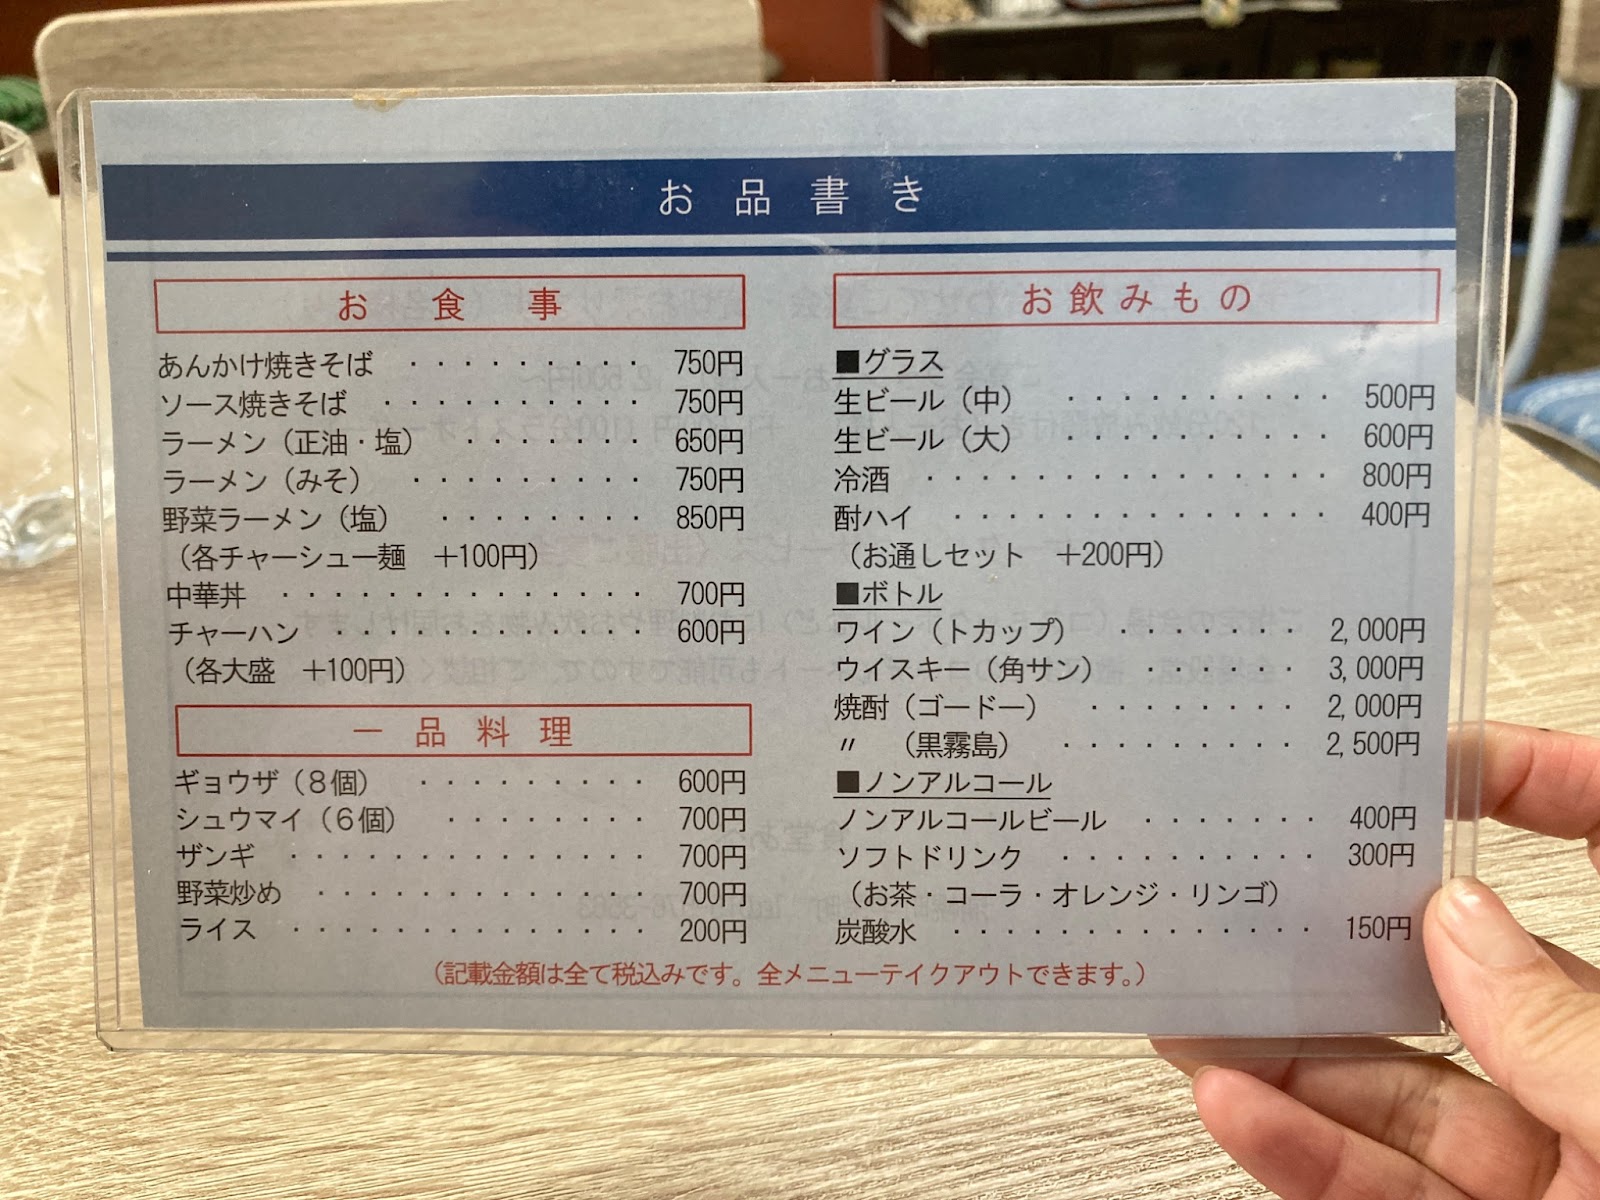 お品書き
お食事
あんかけ焼きそば ・・・・・・・・・ 750円
ソース焼きそば ・・・・・・・・・・ 750円
ラーメン（正油・塩） ・・・・・・・・ 650円
ラーメン（みそ） ・・・・・・・・・ 750円
野菜ラーメン（塩） ・・・・・・・・ 850円
（各チャーシュー麺　＋100円）
中華丼 ・・・・・・・・・・・・・・ 700円
チャーハン ・・・・・・・・・・・・ 600円
（各大盛　＋100円）
一品料理
ギョウザ（８個） ・・・・・・・・・ 600円
シュウマイ（６個） ・・・・・・・・ 700円
ザンギ ・・・・・・・・・・・・・・ 700円
野菜炒め ・・・・・・・・・・・・・ 700円
ライス ・・・・・・・・・・・・・・ 200円
お飲みもの
■グラス
生ビール（中） ・・・・・・・・・・ 500円
生ビール（大） ・・・・・・・・・・ 600円
冷酒 ・・・・・・・・・・・・・・・ 800円
酎ハイ ・・・・・・・・・・・・・・ 400円
（お通しセット　＋200円）
■ボトル
ワイン（トカップ） ・・・・・・・ 2,000円
ウイスキー（角サン） ・・・・・・ 3,000円
焼酎（ゴードー） ・・・・・・・・ 2,000円
〃　（黒霧島） ・・・・・・・・・ 2,500円
■ノンアルコール
ノンアルコールビール ・・・・・・・ 400円
ソフトドリンク ・・・・・・・・・・ 300円
（お茶・コーラ・オレンジ・リンゴ）
炭酸水 ・・・・・・・・・・・・・・ 150円
（記載金額は全て税込みです。全メニューテイクアウトできます。）